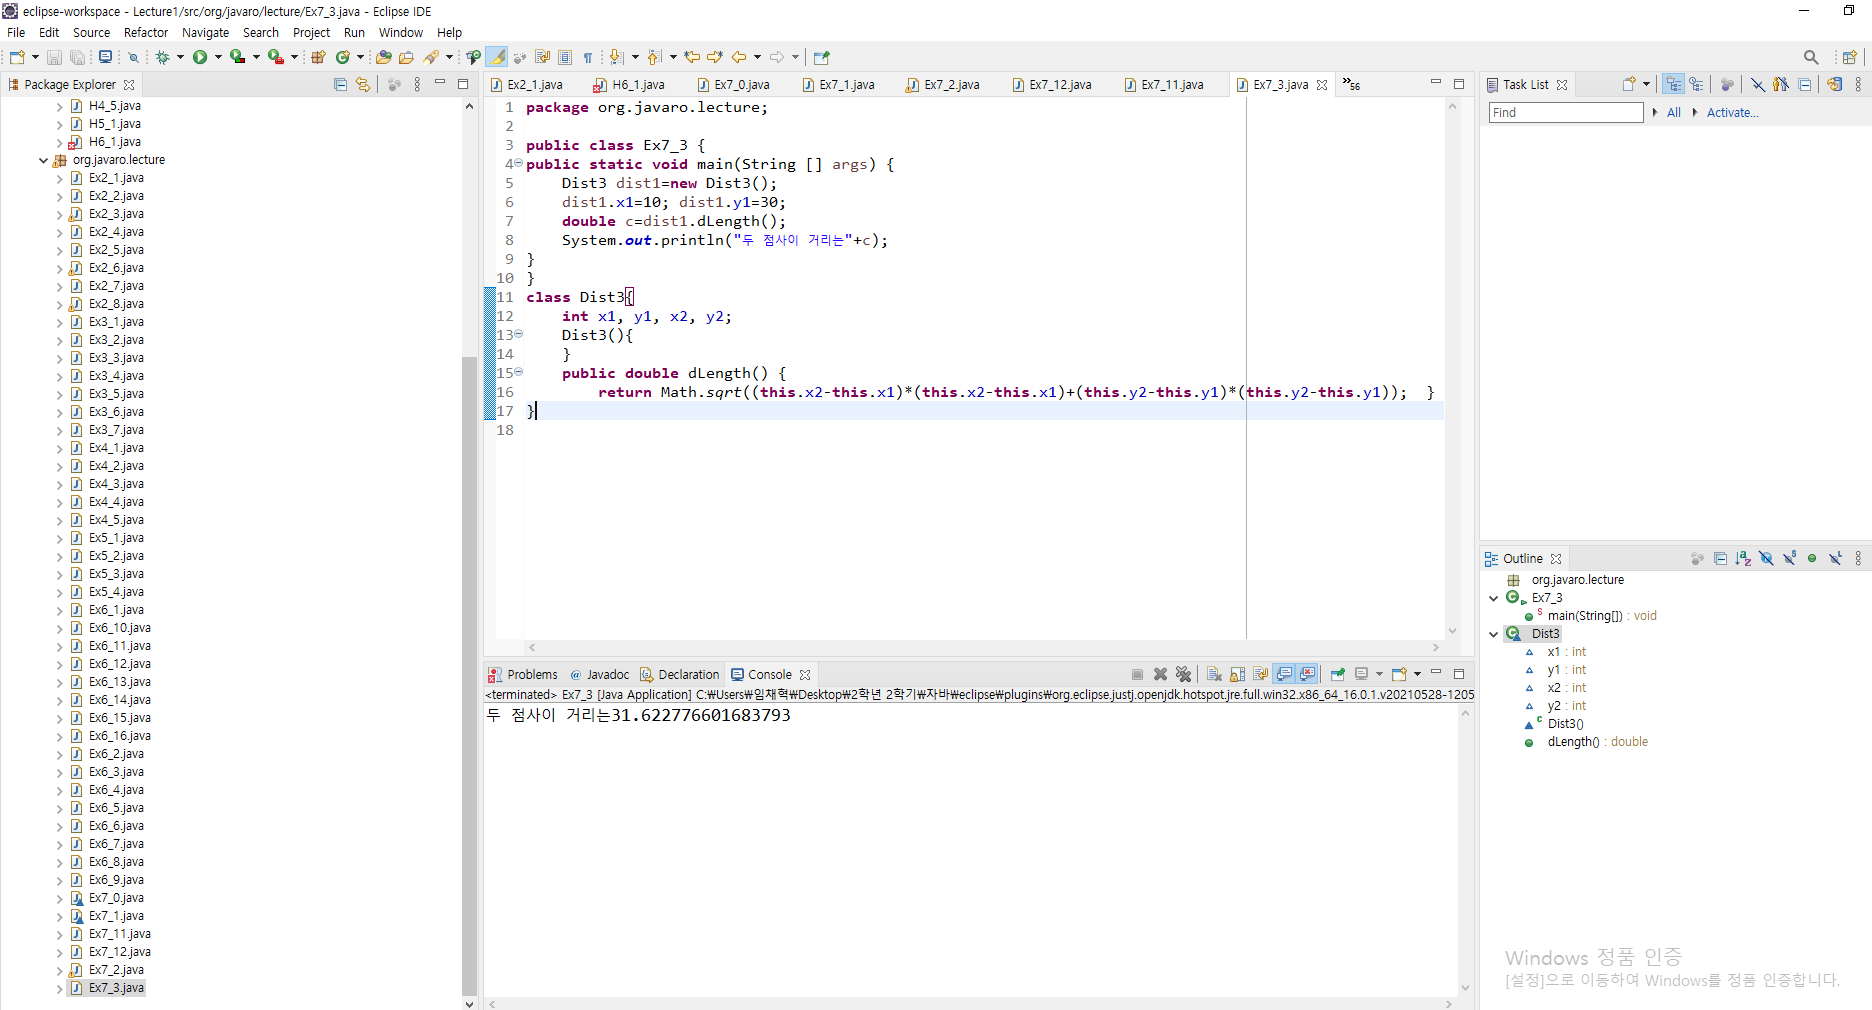 eclipse-workspace - Lecture1/src/org/javaro/lecture/Ex7_3.java - Eclipse IDE
File Edit Source Refactor Navigate Search Project Run Window Help
Package Explorer
H4_5.java
H5_1.java
H6_1.java
org.javaro.lecture
Ex2_1.java
Ex2_2.java
Ex2_3.java
Ex2_4.java
Ex2_5.java
Ex2_6.java
Ex2_7.java
Ex2_8.java
Ex3_1.java
Ex3_2.java
Ex3_3.java
Ex3_4.java
Ex3_5.java
Ex3_6.java
Ex3_7.java
Ex4_1.java
Ex4_2.java
Ex4_3.java
Ex4_4.java
Ex4_5.java
Ex5_1.java
Ex5_2.java
Ex5_3.java
Ex5_4.java
Ex6_1.java
Ex6_10.java
Ex6_11.java
Ex6_12.java
Ex6_13.java
Ex6_14.java
Ex6_15.java
Ex6_16.java
Ex6_2.java
Ex6_3.java
Ex6_4.java
Ex6_5.java
Ex6_6.java
Ex6_7.java
Ex6_8.java
Ex6_9.java
Ex7_0.java
Ex7_1.java
Ex7_11.java
Ex7_12.java
Ex7_2.java
Ex7_3.java
Ex2_1.java H6_1.java Ex7_0.java Ex7_1.java Ex7_2.java Ex7_12.java Ex7_11.java Ex7_3.java »56
1 package org.javaro.lecture;
2
3 public class Ex7_3 {
4 public static void main(String [] args) {
5 Dist3 dist1=new Dist3();
6 dist1.x1=10; dist1.y1=30;
7 double c=dist1.dLength();
8 System.out.println("두 점사이 거리는"+c);
9 }
10 }
11 class Dist3{
12 int x1, y1, x2, y2;
13 Dist3(){
14 }
15 public double dLength() {
16 return Math.sqrt((this.x2-this.x1)*(this.x2-this.x1)+(this.y2-this.y1)*(this.y2-this.y1)); }
17 }
18
Problems @ Javadoc Declaration Console
<terminated> Ex7_3 [Java Application] C:₩Users₩임채혁₩Desktop₩2학년 2학기₩자바₩eclipse₩plugins₩org.eclipse.justj.openjdk.hotspot.jre.full.win32.x86_64_16.0.1.v20210528-1205
두 점사이 거리는31.622776601683793
Task List
Find All Activate...
Outline
org.javaro.lecture
Ex7_3
main(String[]) : void
Dist3
x1 : int
y1 : int
x2 : int
y2 : int
Dist3()
dLength() : double
Windows 정품 인증
[설정]으로 이동하여 Windows를 정품 인증합니다.